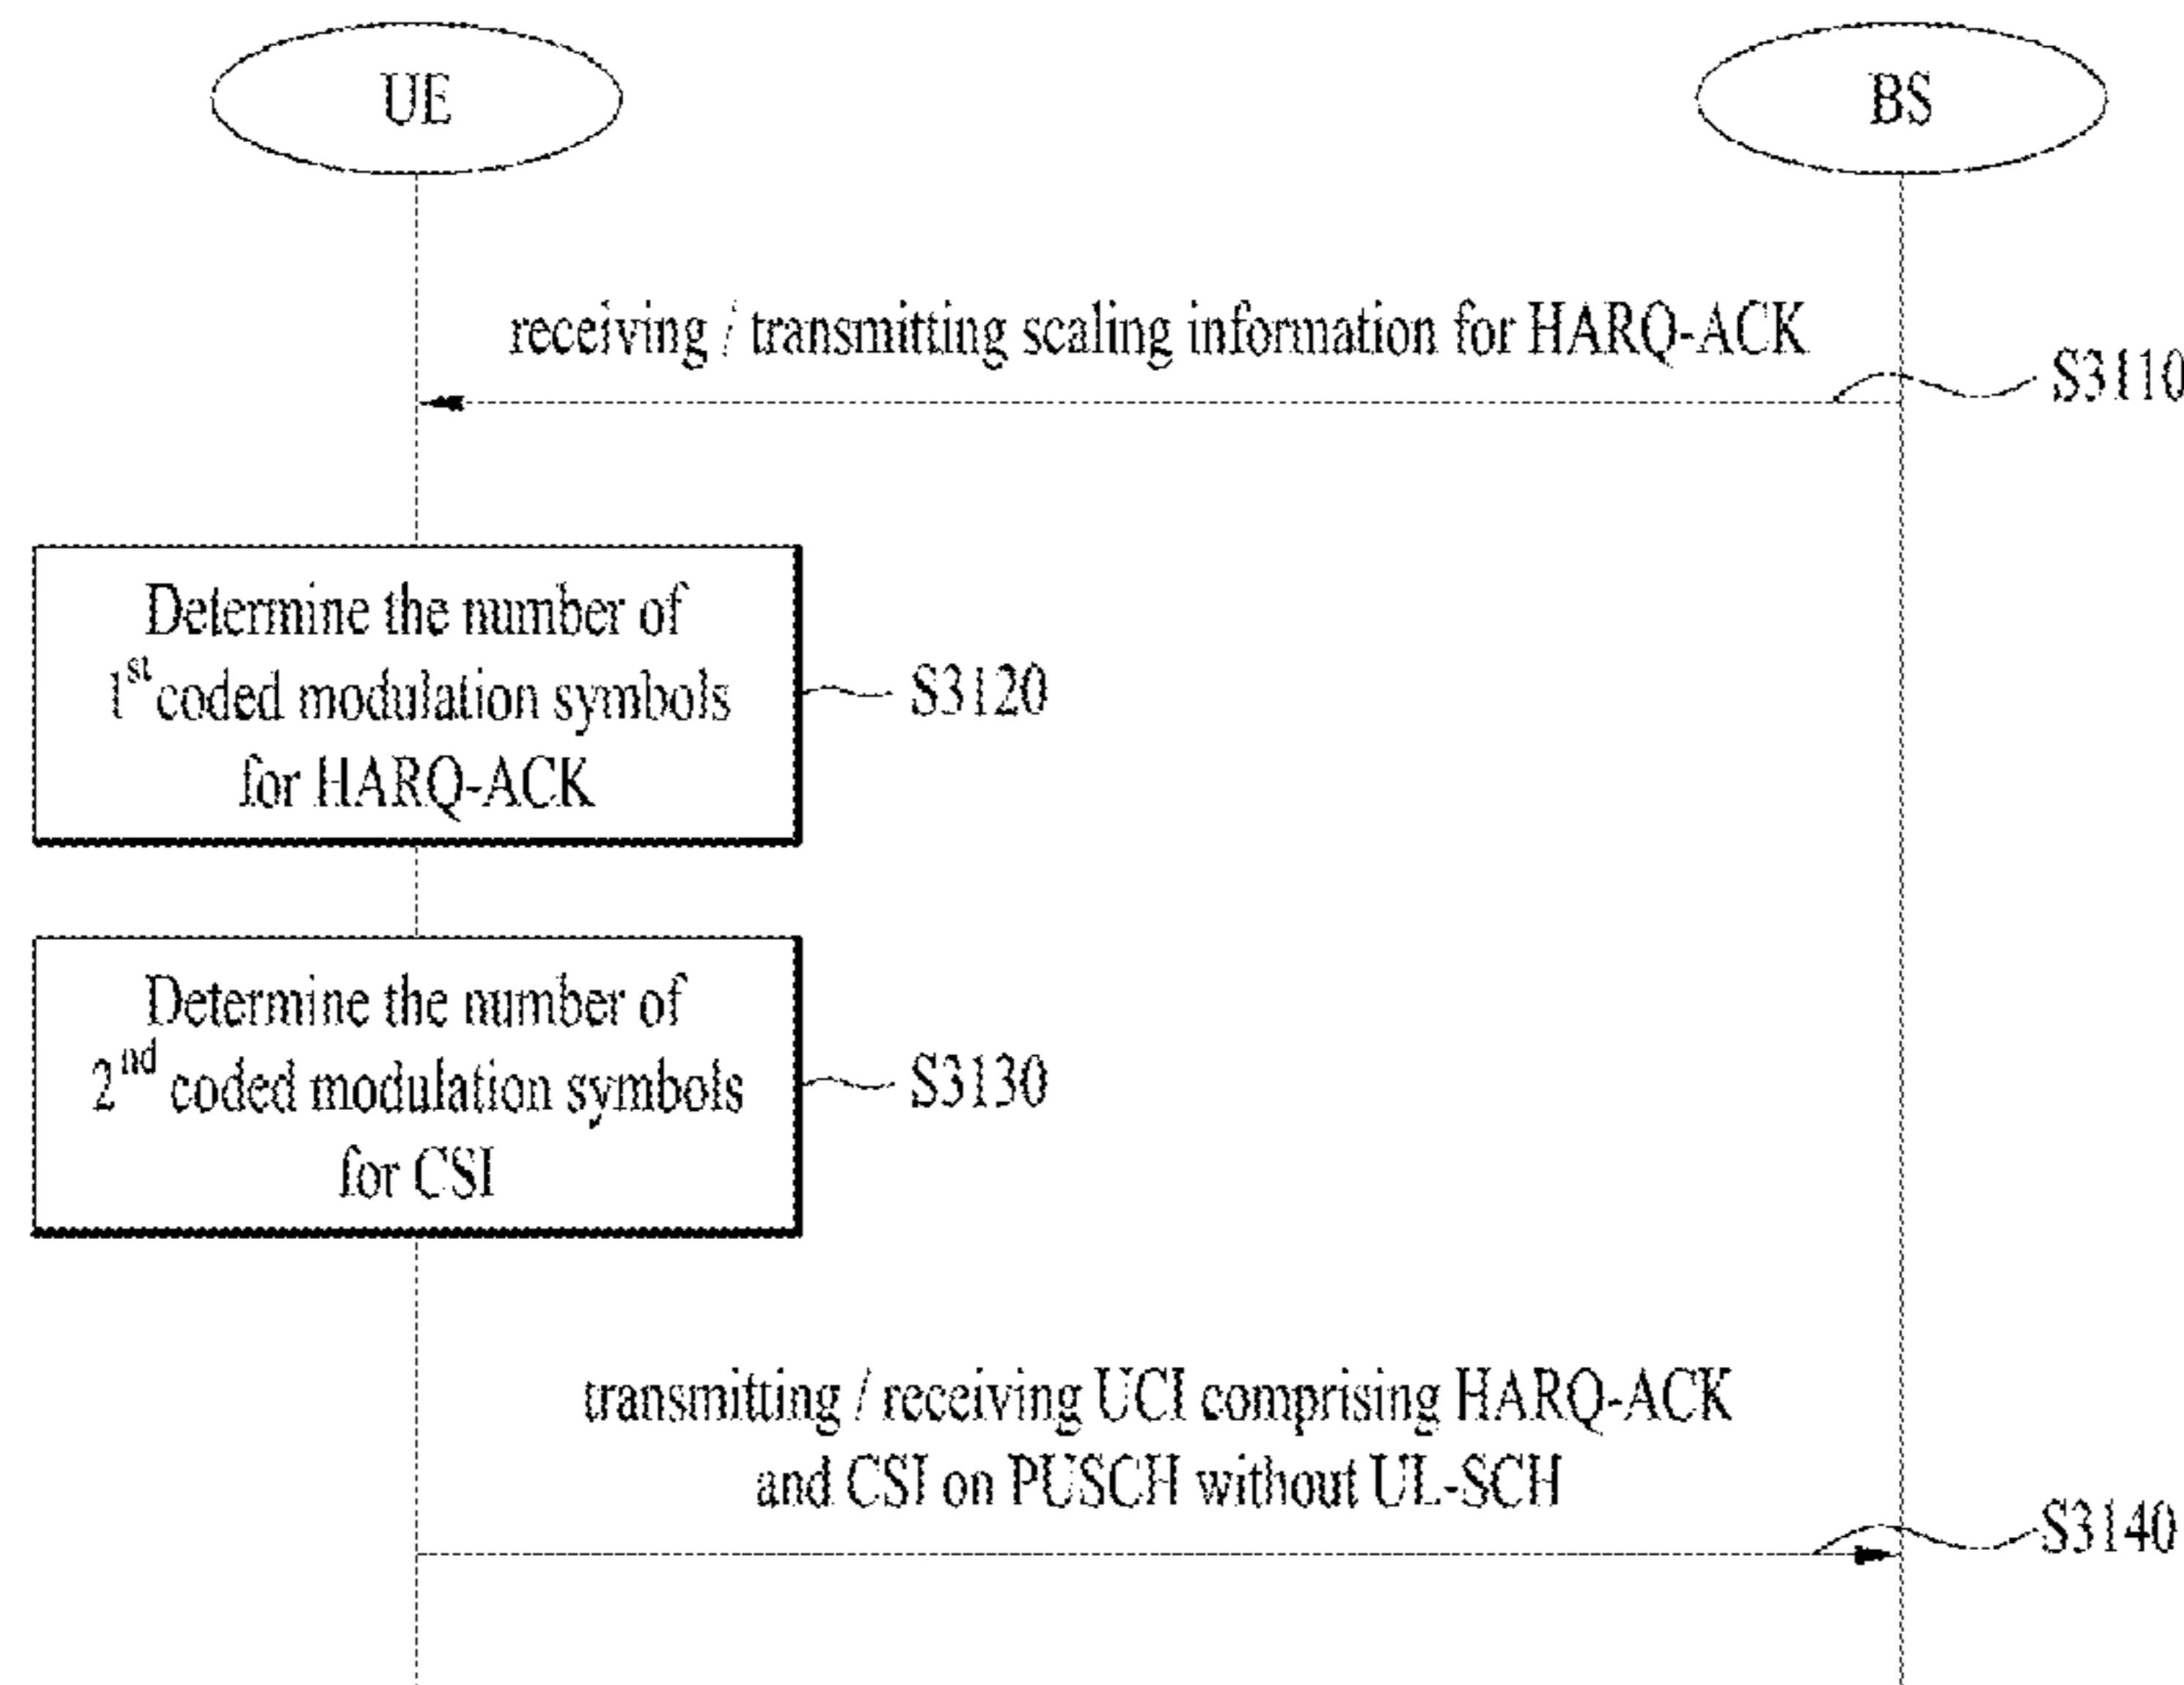 UE
BS
receiving / transmitting scaling information for HARQ-ACK
S3110
Determine the number of
1st coded modulation symbols
for HARQ-ACK
S3120
Determine the number of
2nd coded modulation symbols
for CSI
S3130
transmitting / receiving UCI comprising HARQ-ACK
and CSI on PUSCH without UL-SCH
S3140